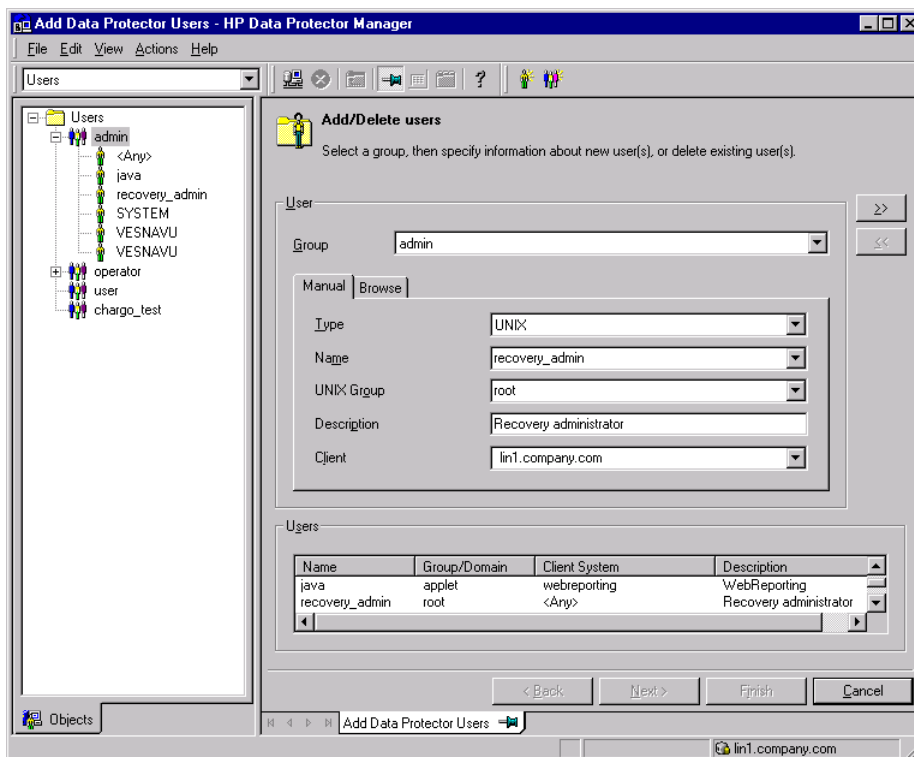 Add Data Protector Users - HP Data Protector Manager
File Edit View Actions Help
Users
?
Users
admin
<Any>
java
recovery_admin
SYSTEM
VESNAVU
VESNAVU
operator
user
chargo_test
Objects
Add/Delete users
Select a group, then specify information about new user(s), or delete existing user(s).
User
>>
<<
Group admin
Manual Browse
Type UNIX
Name recovery_admin
UNIX Group root
Description Recovery administrator
Client lin1.company.com
Users
Name Group/Domain Client System Description
java applet webreporting WebReporting
recovery_admin root <Any> Recovery administrator
< Back Next > Finish Cancel
Add Data Protector Users
lin1.company.com